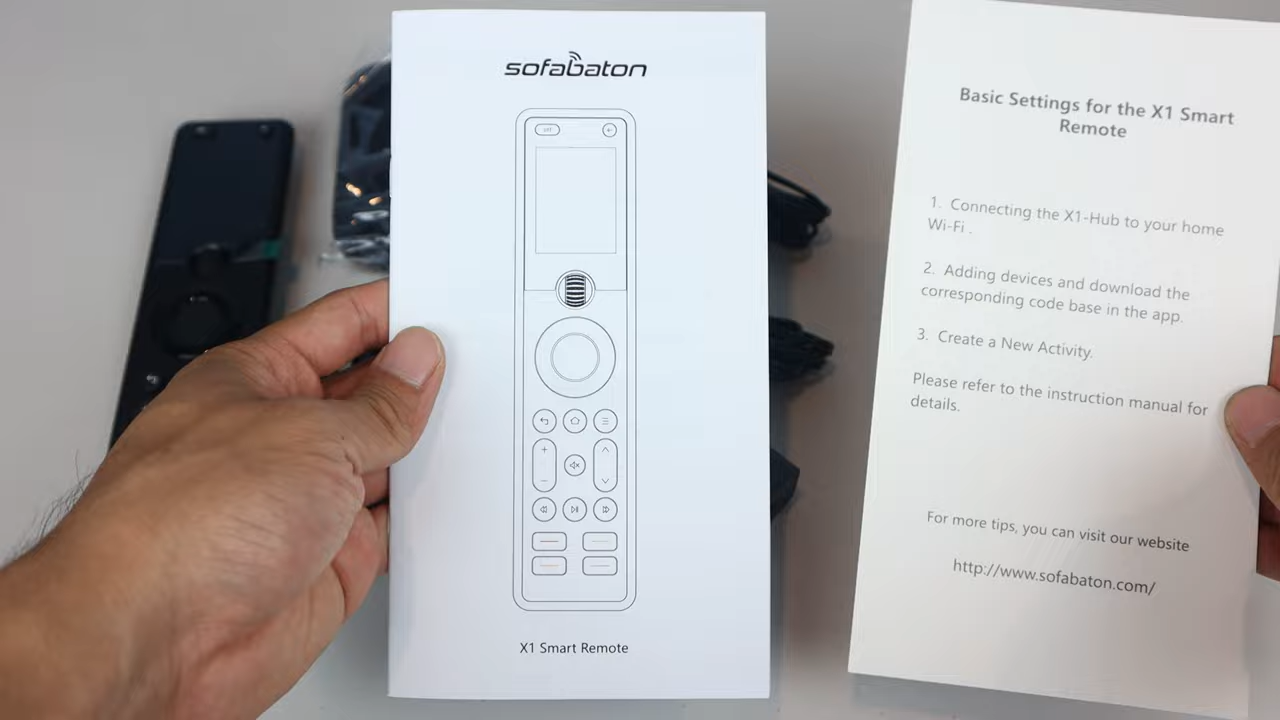 sofabaton
OFF
X1 Smart Remote
Basic Settings for the X1 Smart
Remote
1. Connecting the X1-Hub to your home
Wi-Fi .
2. Adding devices and download the
corresponding code base in the app.
3. Create a New Activity.
Please refer to the instruction manual for
details.
For more tips, you can visit our website
http://www.sofabaton.com/